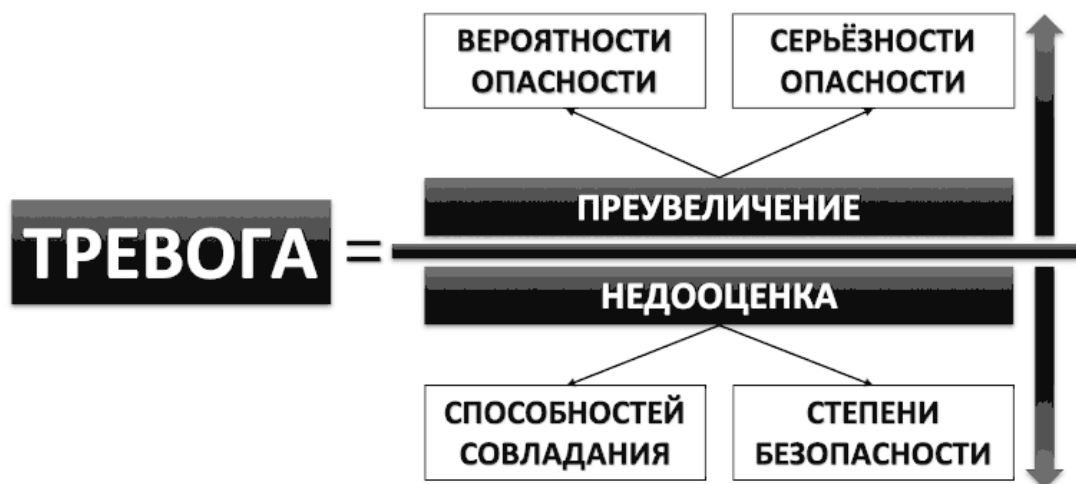 ВЕРОЯТНОСТИ
ОПАСНОСТИ
СЕРЬЁЗНОСТИ
ОПАСНОСТИ
ПРЕУВЕЛИЧЕНИЕ
ТРЕВОГА =
НЕДООЦЕНКА
СПОСОБНОСТЕЙ
СОВЛАДАНИЯ
СТЕПЕНИ
БЕЗОПАСНОСТИ